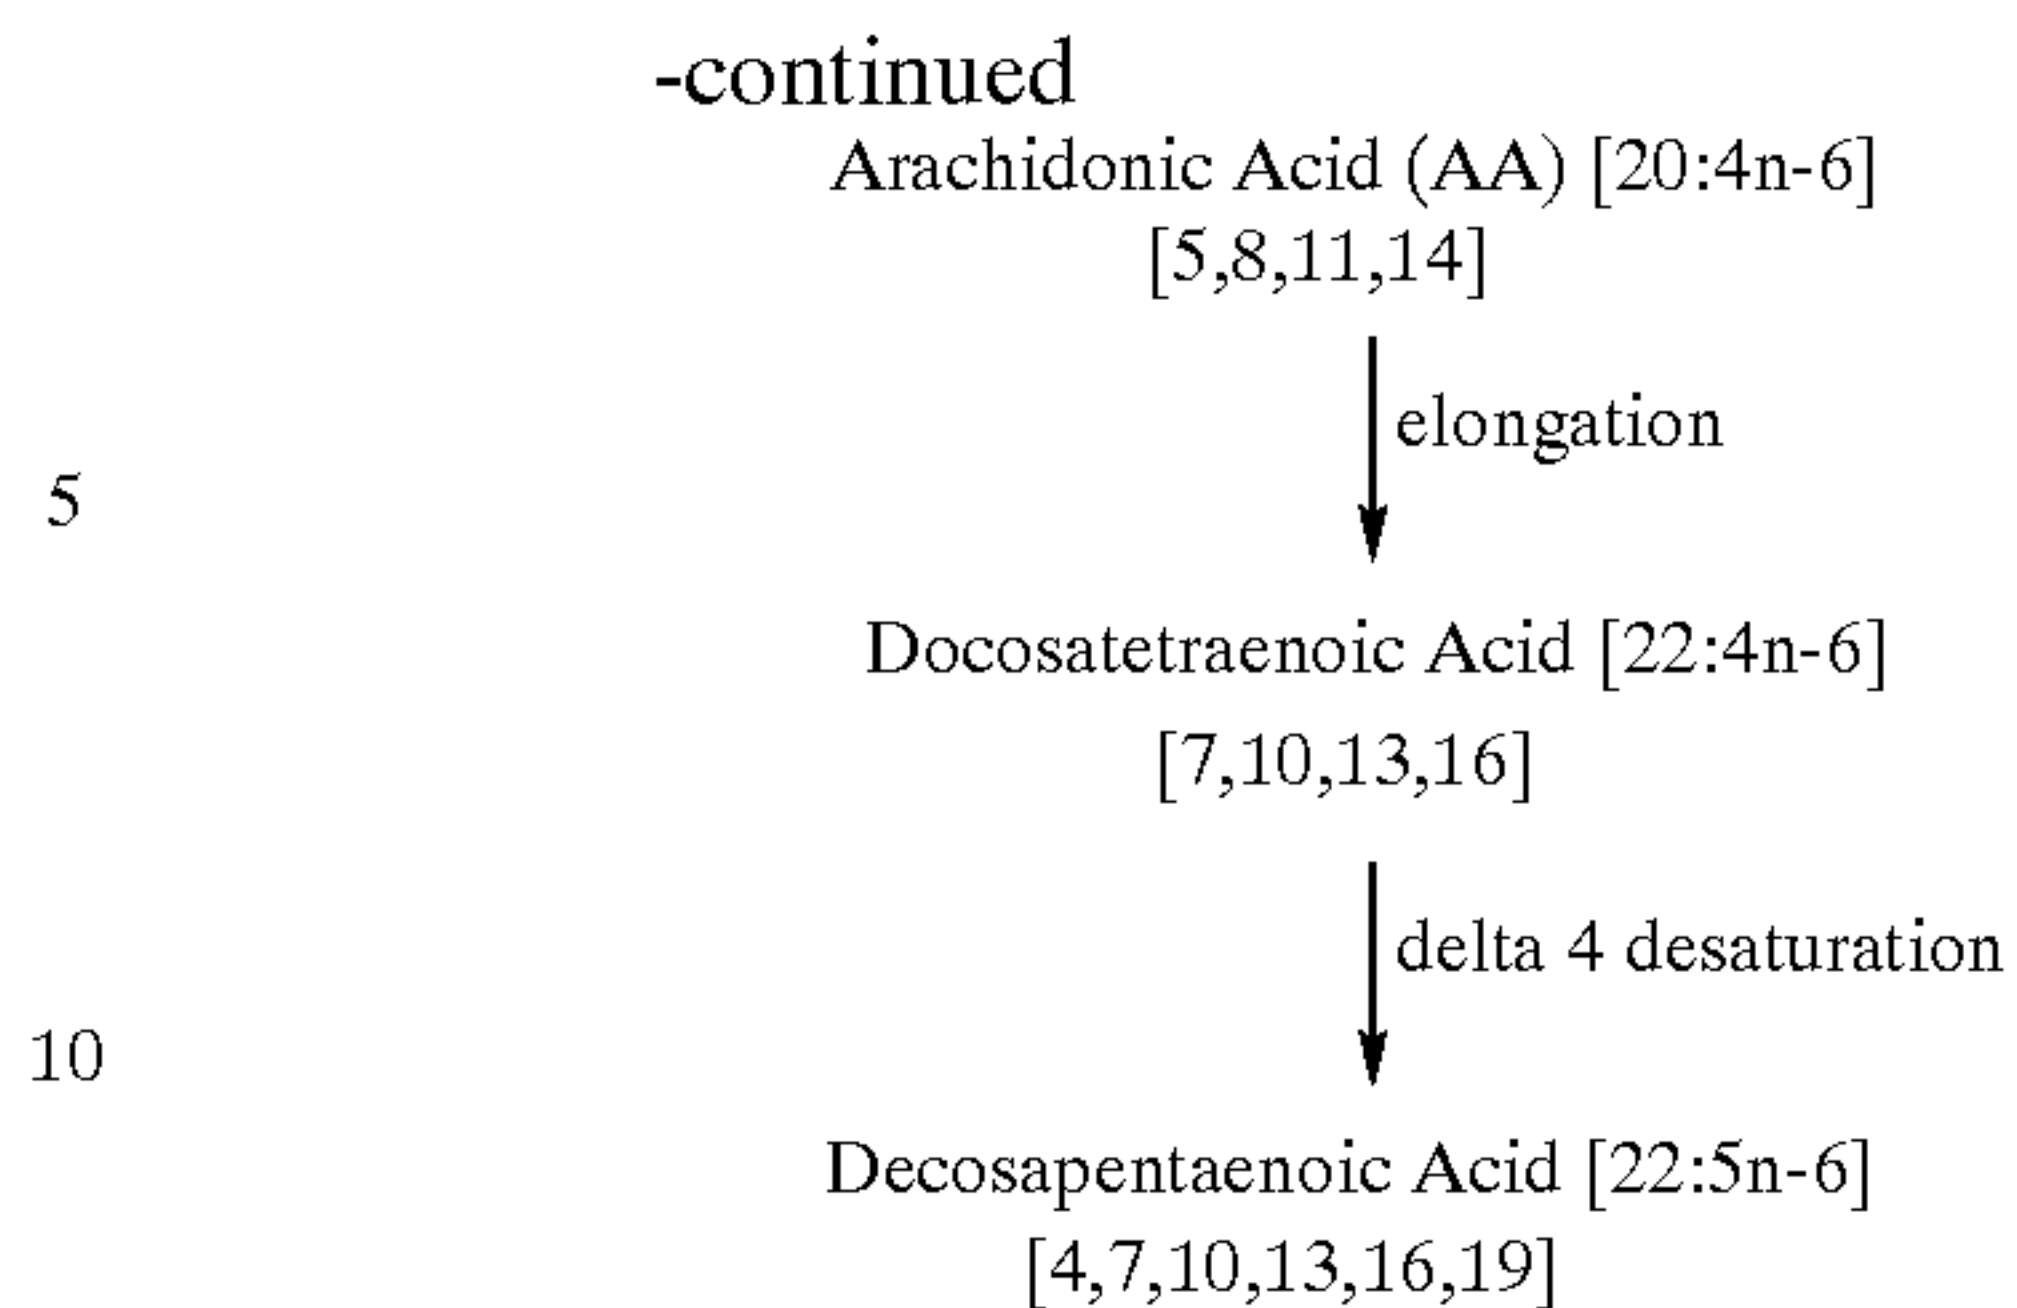 -continued
Arachidonic Acid (AA) [20:4n-6]
[5,8,11,14]
elongation
5
Docosatetraenoic Acid [22:4n-6]
[7,10,13,16]
delta 4 desaturation
10
Decosapentaenoic Acid [22:5n-6]
[4,7,10,13,16,19]